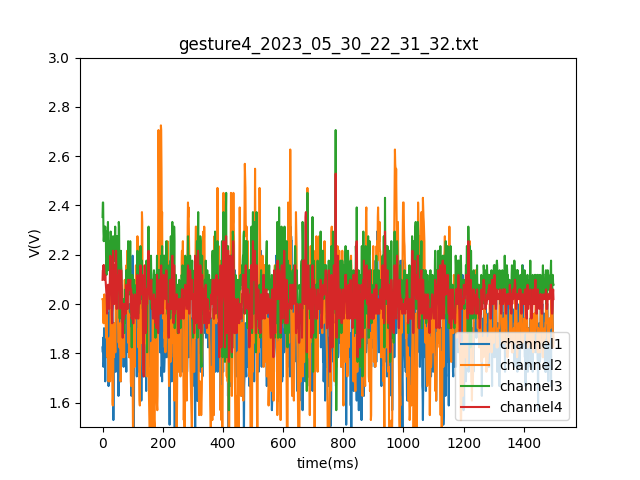 gesture4_2023_05_30_22_31_32.txt
3.0
2.8
2.6
2.4
2.2
2.0
1.8
1.6
V(V)
0 200 400 600 800 1000 1200 1400
time(ms)
channel1
channel2
channel3
channel4